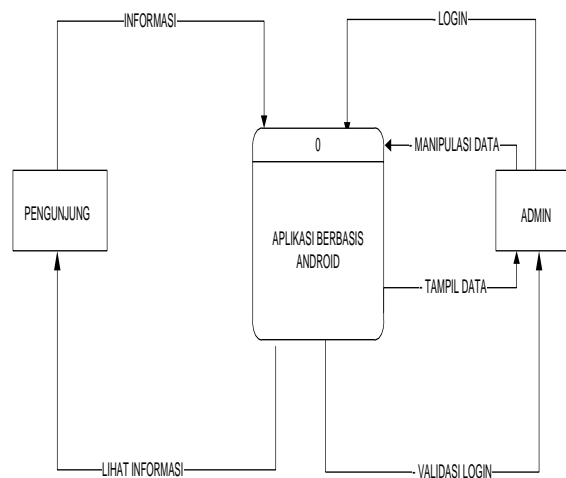 INFORMASI
- LOGIN
0
- MANIPULASI DATA
PENGUNJUNG
APLIKASI BERBASIS
ANDROID
ADMIN
- TAMPIL DATA
LIHAT INFORMASI
- VALIDASI LOGIN